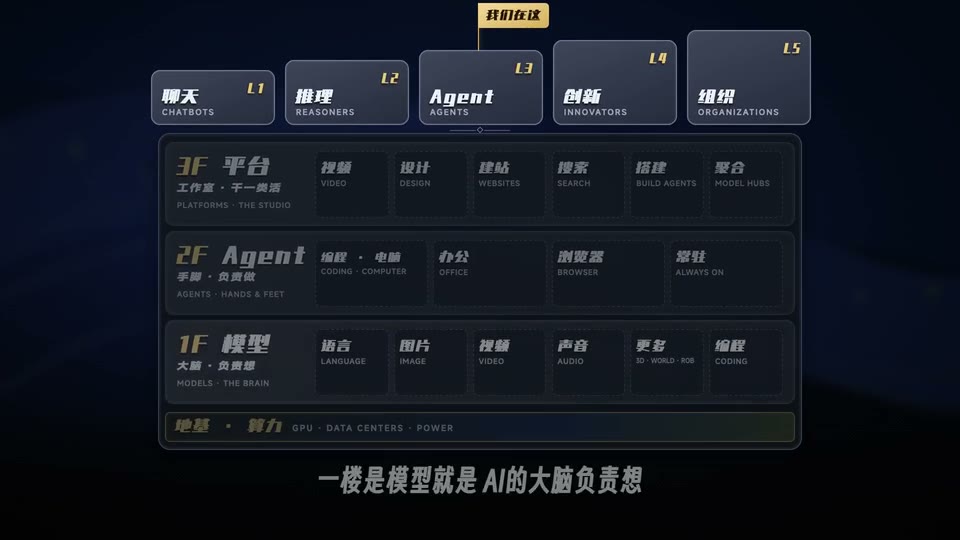 我们在这
L1
聊天
CHATBOTS
L2
推理
REASONERS
L3
Agent
AGENTS
L4
创新
INNOVATORS
L5
组织
ORGANIZATIONS
3F 平台
工作室 · 干一类活
PLATFORMS · THE STUDIO
视频
VIDEO
设计
DESIGN
建站
WEBSITES
搜索
SEARCH
搭建
BUILD AGENTS
聚合
MODEL HUBS
2F Agent
手脚 · 负责做
AGENTS · HANDS & FEET
编程 · 电脑
CODING · COMPUTER
办公
OFFICE
浏览器
BROWSER
常驻
ALWAYS ON
1F 模型
大脑 · 负责想
MODELS · THE BRAIN
语言
LANGUAGE
图片
IMAGE
视频
VIDEO
声音
AUDIO
更多
3D · WORLD · ROB
编程
CODING
地基 · 算力 GPU · DATA CENTERS · POWER
一楼是模型就是 AI的大脑负责想